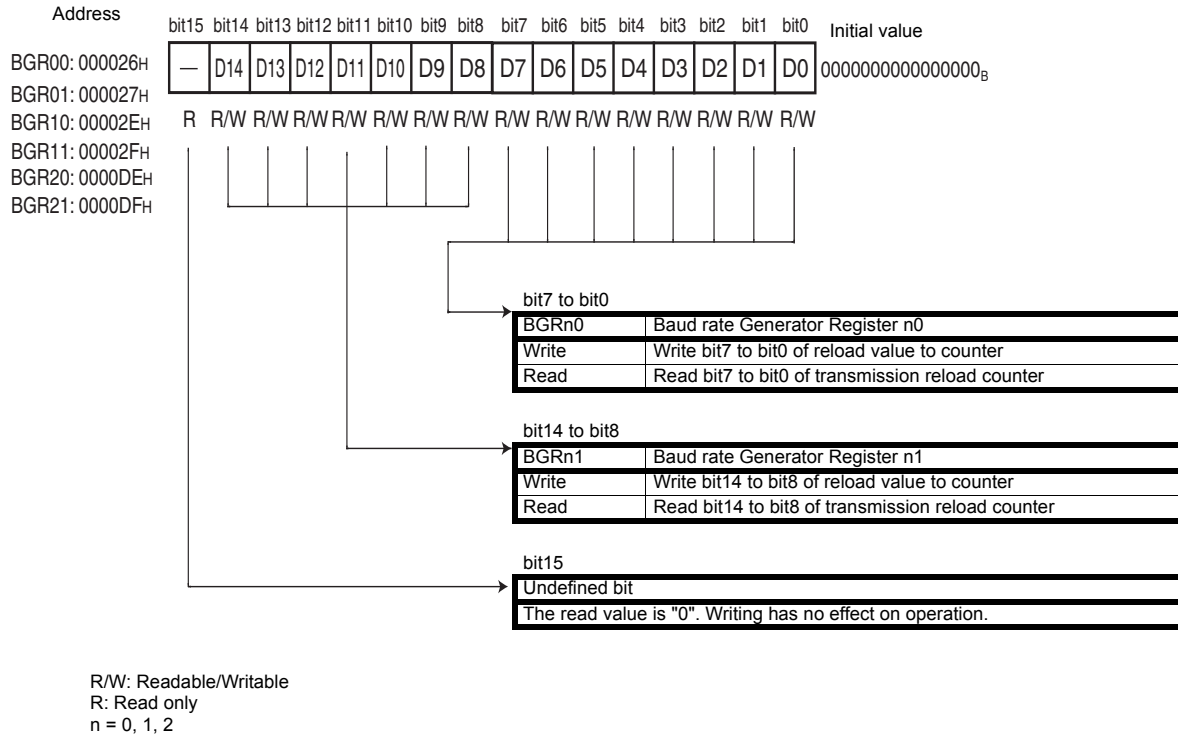 Address
bit15 bit14 bit13 bit12 bit11 bit10 bit9 bit8 bit7 bit6 bit5 bit4 bit3 bit2 bit1 bit0 Initial value
BGR00: 000026H — D14 D13 D12 D11 D10 D9 D8 D7 D6 D5 D4 D3 D2 D1 D0 0000000000000000B
BGR01: 000027H
BGR10: 00002EH R R/W R/W R/W R/W R/W R/W R/W R/W R/W R/W R/W R/W R/W R/W R/W
BGR11: 00002FH
BGR20: 0000DEH
BGR21: 0000DFH
bit7 to bit0
BGRn0 Baud rate Generator Register n0
Write Write bit7 to bit0 of reload value to counter
Read Read bit7 to bit0 of transmission reload counter
bit14 to bit8
BGRn1 Baud rate Generator Register n1
Write Write bit14 to bit8 of reload value to counter
Read Read bit14 to bit8 of transmission reload counter
bit15
Undefined bit
The read value is "0". Writing has no effect on operation.
R/W: Readable/Writable
R: Read only
n = 0, 1, 2